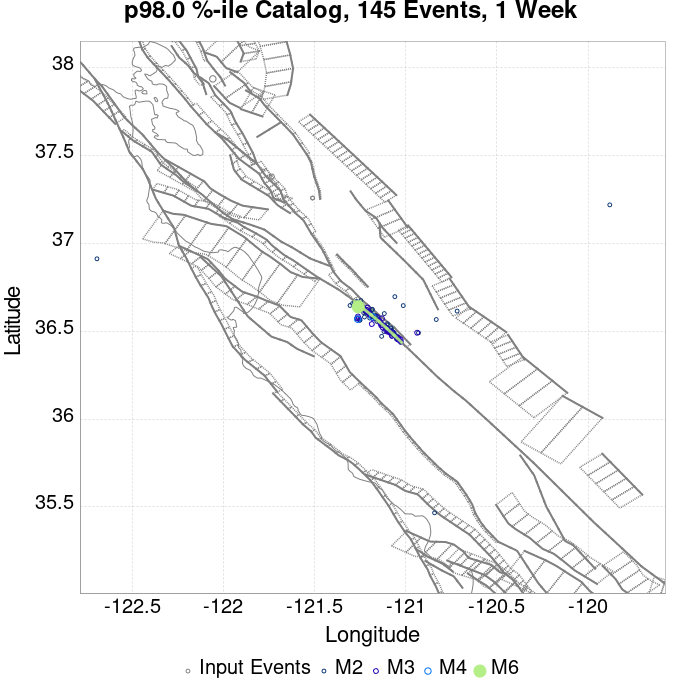 p98.0 %-ile Catalog, 145 Events, 1 Week
38
37.5
37
36.5
36
35.5
Latitude
-122.5 -122 -121.5 -121 -120.5 -120
Longitude
Input Events M2 M3 M4 M6